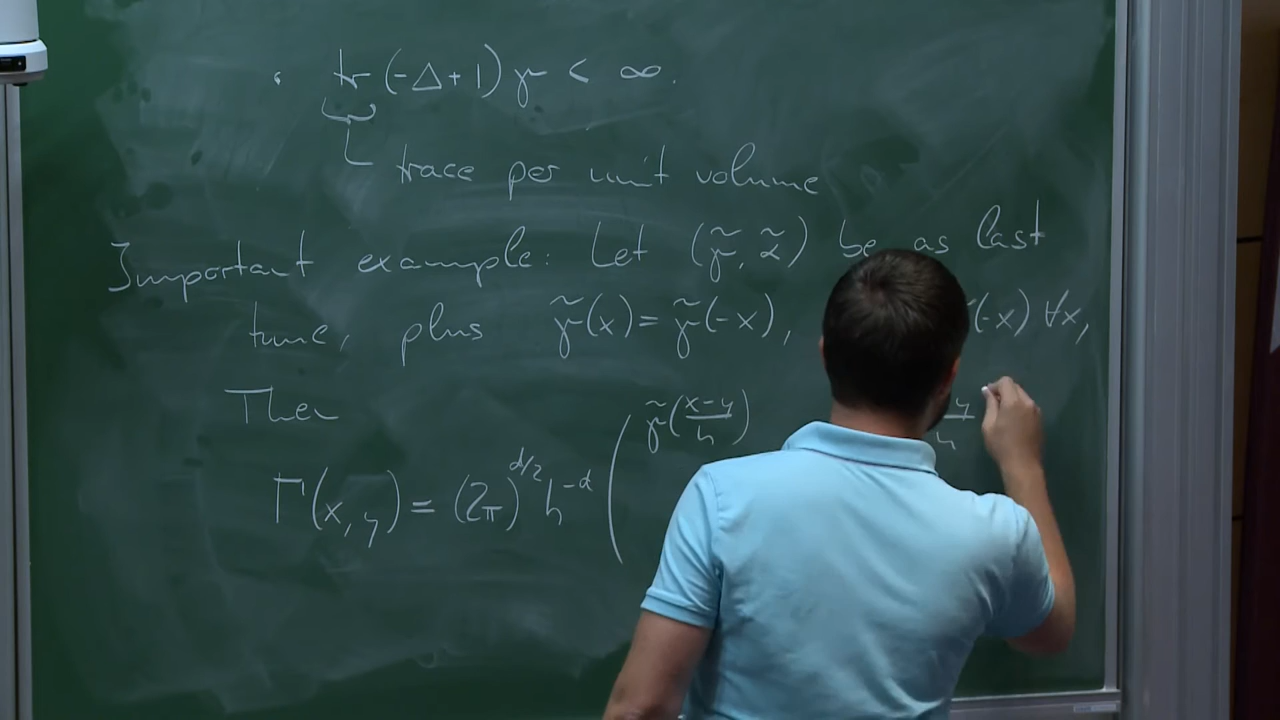 · tr (-Δ+1) γ < ∞.
trace per unit volume
Important example: Let (γ̃, α̃) be as last
time, plus γ̃(x) = γ̃(-x), (-x) ∀x,
Then
Γ(x,y) = (2π)^{d/2} h^{-d} ( γ̃((x-y)/h) y/h